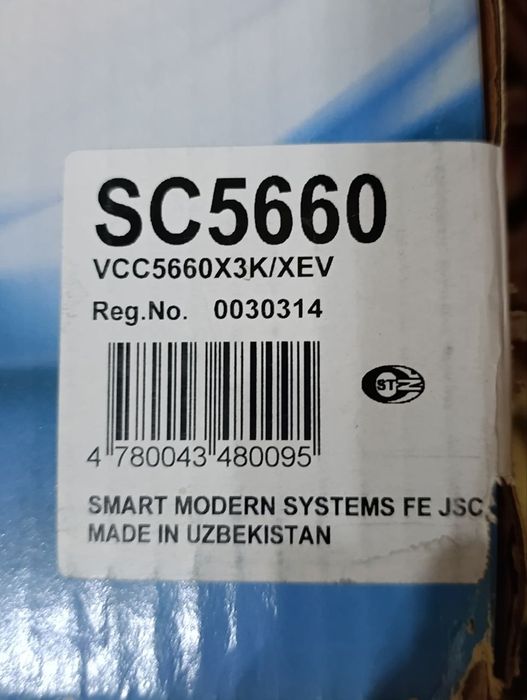 SC5660
VCC5660X3K/XEV
Reg.No. 0030314
4 780043 480095
SMART MODERN SYSTEMS FE JSC
MADE IN UZBEKISTAN